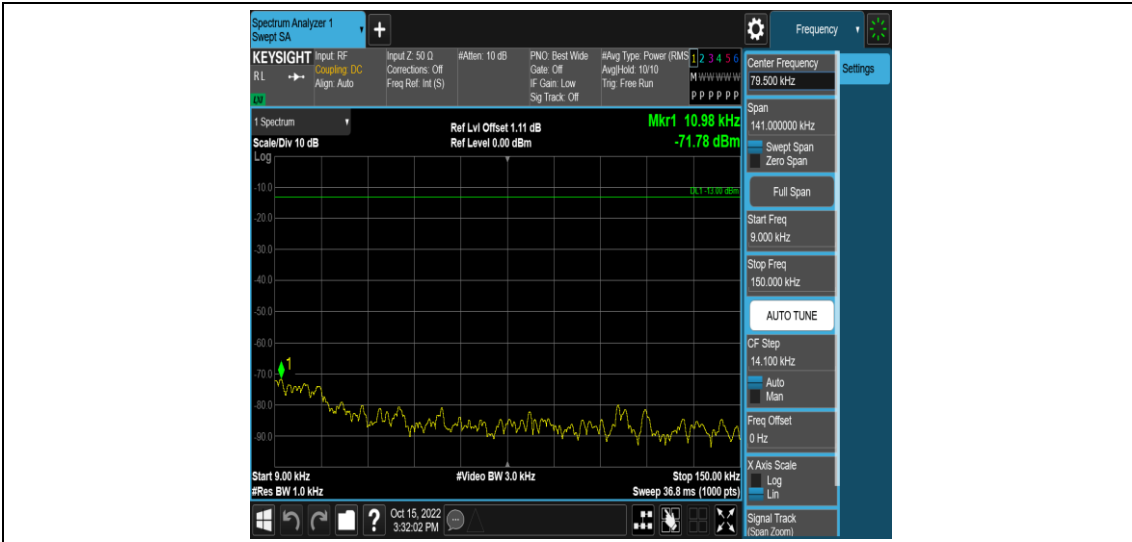 Spectrum Analyzer 1
Swept SA
+
Frequency
KEYSIGHT
RL
LXI
Input: RF
Coupling: DC
Align: Auto
Input Z: 50 Ω
Corrections: Off
Freq Ref: Int (S)
#Atten: 10 dB
PNO: Best Wide
Gate: Off
IF Gain: Low
Sig Track: Off
#Avg Type: Power (RMS
Avg|Hold: 10/10
Trig: Free Run
1 2 3 4 5 6
M W W W W W
P P P P P P
1 Spectrum
Scale/Div 10 dB
Log
Ref Lvl Offset 1.11 dB
Ref Level 0.00 dBm
Mkr1 10.98 kHz
-71.78 dBm
DL1 -13.00 dBm
-10.0
-20.0
-30.0
-40.0
-50.0
-60.0
-70.0
-80.0
-90.0
1
Start 9.00 kHz
#Res BW 1.0 kHz
#Video BW 3.0 kHz
Stop 150.00 kHz
Sweep 36.8 ms (1000 pts)
?
Oct 15, 2022
3:32:02 PM
Center Frequency
79.500 kHz
Settings
Span
141.000000 kHz
Swept Span
Zero Span
Full Span
Start Freq
9.000 kHz
Stop Freq
150.000 kHz
AUTO TUNE
CF Step
14.100 kHz
Auto
Man
Freq Offset
0 Hz
X Axis Scale
Log
Lin
Signal Track
(Span Zoom)